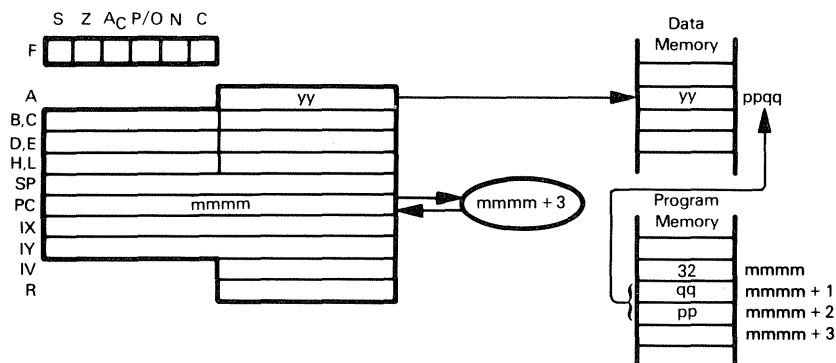 S Z AC P/O N C
F
Data
Memory
A yy yy ppqq
B,C
D,E
H,L
SP
PC mmmm mmmm + 3
IX
IY
IV
R
Program
Memory
32 mmmm
qq mmmm + 1
pp mmmm + 2
mmmm + 3